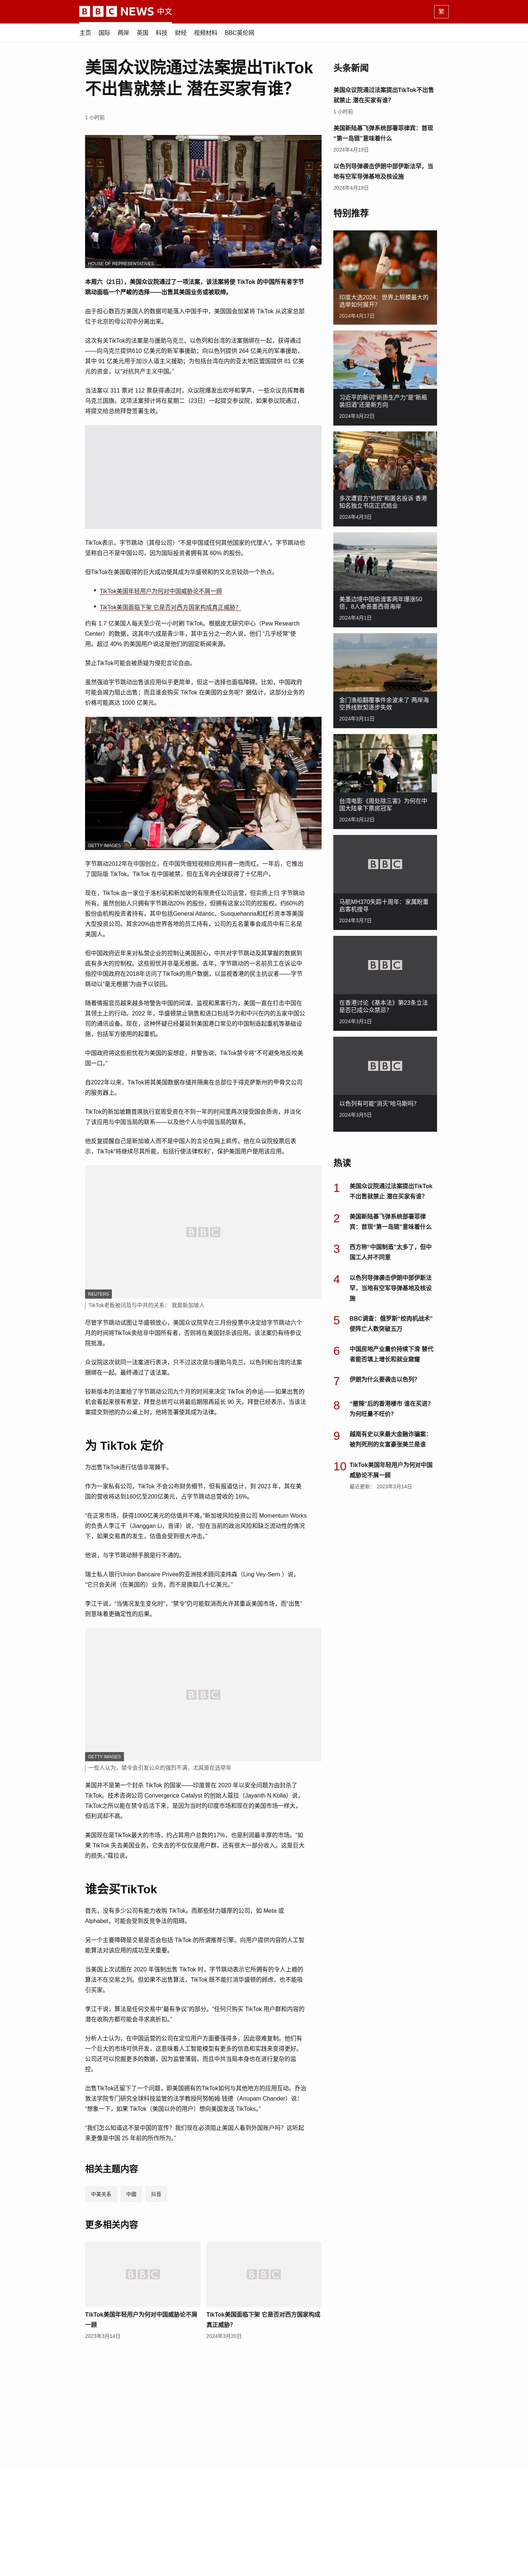 BBC NEWS 中文
繁
主页 国际 两岸 英国 科技 财经 视频材料 BBC英伦网
美国众议院通过法案提出TikTok
不出售就禁止 潜在买家有谁？
1 小时前
HOUSE OF REPRESENTATIVES
本周六（21日），美国众议院通过了一项法案，该法案将使 TikTok 的中国所有者字节
跳动面临一个严峻的选择——出售其美国业务或被取缔。
由于担心数百万美国人的数据可能落入中国手中，美国国会加紧将 TikTok 从这家总部
位于北京的母公司中分离出来。
这次有关TikTok的法案是与援助乌克兰、以色列和台湾的法案捆绑在一起，获得通过
——向乌克兰提供610 亿美元的新军事援助；向以色列提供 264 亿美元的军事援助，
其中 91 亿美元用于加沙人道主义援助；为包括台湾在内的亚太地区盟国提供 81 亿美
元的资金，以“对抗共产主义中国。”
当法案以 311 票对 112 票获得通过时，众议院爆发出欢呼和掌声，一些众议员挥舞着
乌克兰国旗。这项法案预计将在星期二（23日）一起提交参议院，如果参议院通过，
将提交给总统拜登签署生效。
TikTok表示，字节跳动（其母公司）“不是中国或任何其他国家的代理人”。字节跳动也
坚称自己不是中国公司，因为国际投资者拥有其 60% 的股份。
但TikTok在美国取得的巨大成功使其成为华盛顿和的又北京较劲一个热点。
TikTok美国年轻用户为何对中国威胁论不屑一顾
TikTok美国面临下架 它是否对西方国家构成真正威胁？
约有 1.7 亿美国人每天至少花一小时刷 TikTok。根据皮尤研究中心（Pew Research
Center）的数据，这其中六成是青少年，其中五分之一的人说，他们 “几乎经常”使
用。超过 40% 的美国用户说这是他们的固定新闻来源。
禁止TikTok可能会被质疑为侵犯言论自由。
虽然强迫字节跳动出售该应用似乎更简单，但这一选择也面临障碍。比如，中国政府
可能会竭力阻止出售；而且谁会购买 TikTok 在美国的业务呢？据估计，这部分业务的
价格可能高达 1000 亿美元。
GETTY IMAGES
字节跳动2012年在中国创立，在中国凭借短视频应用抖音一炮而红。一年后，它推出
了国际版 TikTok。TikTok 在中国被禁，但在五年内全球获得了十亿用户。
现在，TikTok 由一家位于洛杉矶和新加坡的有限责任公司运营，但实质上归 字节跳动
所有。虽然创始人只拥有字节跳动20% 的股份，但拥有这家公司的控股权。约60%的
股份由机构投资者持有，其中包括General Atlantic、Susquehanna和红杉资本等美国
大型投资公司。其余20%由世界各地的员工持有，公司的五名董事会成员中有三名是
美国人。
但中国政府近年来对私营企业的控制让美国担心，中共对字节跳动及其掌握的数据到
底有多大的控制权。这些担忧并非毫无根据。去年，字节跳动的一名前员工在诉讼中
指控中国政府在2018年访问了TikTok的用户数据，以监视香港的民主抗议者——字节
跳动以“毫无根据”为由予以驳回。
随着情报官员越来越多地警告中国的间谍、监视和黑客行为，美国一直在打击中国在
其领土上的行动。2022 年，华盛顿禁止销售和进口包括华为和中兴在内的五家中国公
司的通讯设备。现在，这种怀疑已经蔓延到美国港口常见的中国制造起重机等基础设
施，包括军方使用的起重机。
中国政府将这些担忧视为美国的妄想症，并警告说，TikTok禁令将“不可避免地反咬美
国一口。”
自2022年以来，TikTok将其美国数据存储并隔离在总部位于得克萨斯州的甲骨文公司
的服务器上。
TikTok的新加坡籍首席执行官周受资在不到一年的时间里两次接受国会质询，并淡化
了该应用与中国当局的联系——以及他个人与中国当局的联系。
他反复提醒自己是新加坡人而不是中国人的言论在网上疯传。他在众议院投票后表
示，TikTok“将继续尽其所能，包括行使法律权利”，保护美国用户使用该应用。
BBC
REUTERS
TikTok老板被问及与中共的关系： 我是新加坡人
尽管字节跳动试图让华盛顿放心，美国众议院早在三月份投票中决定给字节跳动六个
月的时间将TikTok卖给非中国所有者，否则将在美国封杀该应用。该法案仍有待参议
院批准。
众议院这次就同一法案进行表决，只不过这次是与援助乌克兰、以色列和台湾的法案
捆绑在一起。最终通过了该法案。
较新版本的法案给了字节跳动公司九个月的时间来决定 TikTok 的命运——如果出售的
机会看起来很有希望，拜登总统可以将最后期限再延长 90 天。拜登已经表示，当该法
案提交到他的办公桌上时，他将签署使其成为法律。
为 TikTok 定价
为出售TikTok进行估值非常棘手。
作为一家私有公司，TikTok 不会公布财务细节，但有报道估计，到 2023 年，其在美
国的营收将达到160亿至200亿美元，占字节跳动总营收的 16%。
“在正常市场，获得1000亿美元的估值并不难。”新加坡风险投资公司 Momentum Works
的负责人李江干（Jianggan Li，音译）说，“但在当前的政治风险和缺乏流动性的情况
下，如果交易真的发生，估值会受到很大冲击。”
他说，与字节跳动掰手腕是行不通的。
瑞士私人银行Union Bancaire Privée的亚洲技术顾问凌炜森（Ling Vey-Sern ）说，
“它只会关闭（在美国的）业务，而不是换取几十亿美元。”
李江干说，“当情况发生变化时”，“禁令”仍可能取消而允许其重返美国市场，而“出售”
则意味着更确定性的后果。
BBC
GETTY IMAGES
一些人认为，禁令会引发公众的强烈不满，尤其是在选举年
美国并不是第一个封杀 TikTok 的国家——印度曾在 2020 年以安全问题为由封杀了
TikTok。技术咨询公司 Convergence Catalyst 的创始人蔻拉（Jayanth N Kolla）说，
TikTok之所以能在禁令后活下来，是因为当时的印度市场和现在的美国市场一样大，
但利润却不高。
美国现在是TikTok最大的市场，约占其用户总数的17%，也是利润最丰厚的市场。“如
果 TikTok 失去美国业务，它失去的不仅仅是用户群，还有很大一部分收入。这是巨大
的损失，”蔻拉说。
谁会买TikTok
首先，没有多少公司有能力收购 TikTok。而那些财力雄厚的公司，如 Meta 或
Alphabet，可能会受到反竞争法的阻碍。
另一个主要障碍是交易是否会包括 TikTok 的所谓推荐引擎。向用户提供内容的人工智
能算法对该应用的成功至关重要。
当美国上次试图在 2020 年强制出售 TikTok 时，字节跳动表示它所拥有的令人上瘾的
算法不在交易之列。但如果不出售算法，TikTok 既不能打消华盛顿的顾虑，也不能吸
引买家。
李江干说，算法是任何交易中“最有争议”的部分。“任何只购买 TikTok 用户群和内容的
潜在收购方都可能会寻求高折扣。”
分析人士认为，在中国运营的公司在定位用户方面要强得多，因此很难复制。他们有
一个巨大的市场可供开发，这意味着人工智能模型有更多的信息和实践来变得更好。
公司还可以挖掘更多的数据，因为监管薄弱，而且中共当局本身也在进行复杂的监
控。
出售TikTok还留下了一个问题，即美国拥有的TikTok如何与其他地方的应用互动。乔治
敦法学院专门研究全球科技监管的法学教授阿努帕姆·钱德（Anupam Chander）说：
“想象一下，如果 TikTok（美国以外的用户）想向美国发送 TikToks。”
“我们怎么知道这不是中国的宣传？我们现在必须阻止美国人看到外国账户吗？这听起
来更像是中国 25 年前的所作所为。”
相关主题内容
中美关系 中国 抖音
更多相关内容
BBC
TikTok美国年轻用户为何对中国威胁论不屑
一顾
2023年3月14日
BBC
TikTok美国面临下架 它是否对西方国家构成
真正威胁？
2024年3月20日
头条新闻
美国众议院通过法案提出TikTok不出售
就禁止 潜在买家有谁？
1 小时前
美国新陆基飞弹系统部署菲律宾：首现
“第一岛链”意味着什么
2024年4月19日
以色列导弹袭击伊朗中部伊斯法罕，当
地有空军导弹基地及核设施
2024年4月19日
特别推荐
印度大选2024：世界上规模最大的
选举如何展开？
2024年4月17日
习近平的新词“新质生产力”是“新瓶
装旧酒”还是新方向
2024年3月22日
多次遭官方“检控”和匿名投诉 香港
知名独立书店正式结业
2024年4月3日
美墨边境中国偷渡客两年爆涨50
倍，8人命丧墨西哥海岸
2024年4月1日
金门渔船翻覆事件余波未了 两岸海
空界线默契逐步失效
2024年3月11日
台湾电影《周处除三害》为何在中
国大陆拿下票房冠军
2024年3月12日
BBC
马航MH370失踪十周年：家属盼重
启客机搜寻
2024年3月7日
BBC
在香港讨论《基本法》第23条立法
是否已成公众禁忌？
2024年3月1日
BBC
以色列有可能“消灭”哈马斯吗？
2024年3月5日
热读
1 美国众议院通过法案提出TikTok
不出售就禁止 潜在买家有谁？
2 美国新陆基飞弹系统部署菲律
宾：首现“第一岛链”意味着什么
3 西方称“中国制造”太多了，但中
国工人并不同意
4 以色列导弹袭击伊朗中部伊斯法
罕，当地有空军导弹基地及核设
施
5 BBC调查：俄罗斯“绞肉机战术”
使阵亡人数突破五万
6 中国房地产业量价持续下滑 替代
者能否填上增长和就业窟窿
7 伊朗为什么要袭击以色列？
8 “撤辣”后的香港楼市 谁在买进？
为何旺量不旺价？
9 越南有史以来最大金融诈骗案：
被判死刑的女富豪张美兰是谁
10 TikTok美国年轻用户为何对中国
威胁论不屑一顾
最近更新： 2023年3月14日